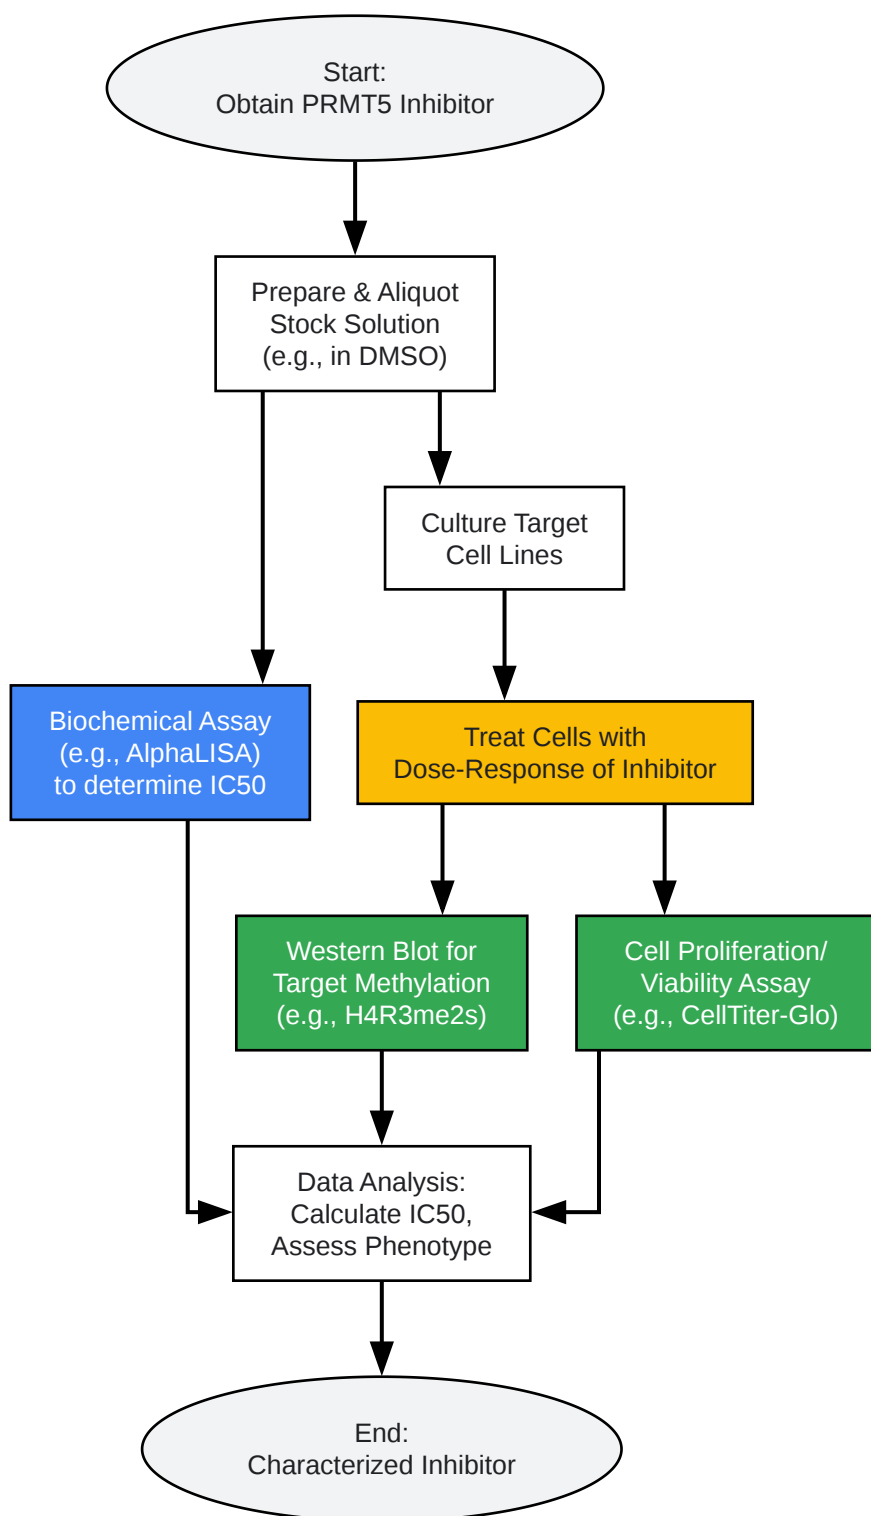 Start:
Obtain PRMT5 Inhibitor
Prepare & Aliquot
Stock Solution
(e.g., in DMSO)
Culture Target
Cell Lines
Biochemical Assay
(e.g., AlphaLISA)
to determine IC50
Treat Cells with
Dose-Response of Inhibitor
Western Blot for
Target Methylation
(e.g., H4R3me2s)
Cell Proliferation/
Viability Assay
(e.g., CellTiter-Glo)
Data Analysis:
Calculate IC50,
Assess Phenotype
End:
Characterized Inhibitor